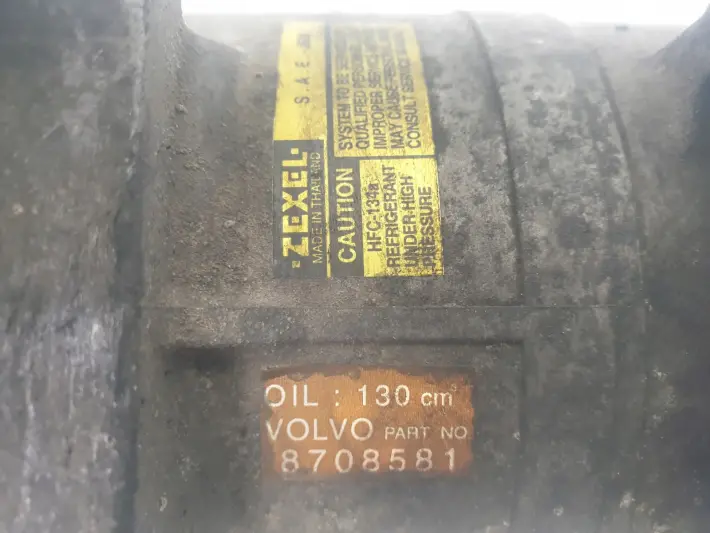 ZEXEL
MADE IN THAILAND
S.A.E.
CAUTION
HFC-134a
REFRIGERANT
UNDER HIGH
PRESSURE
SYSTEM TO BE
QUALIFIED PERSONNEL
IMPROPER SERVICE
MAY CAUSE
CONSULT SERVICE
OIL : 130 cm³
VOLVO PART NO
8708581